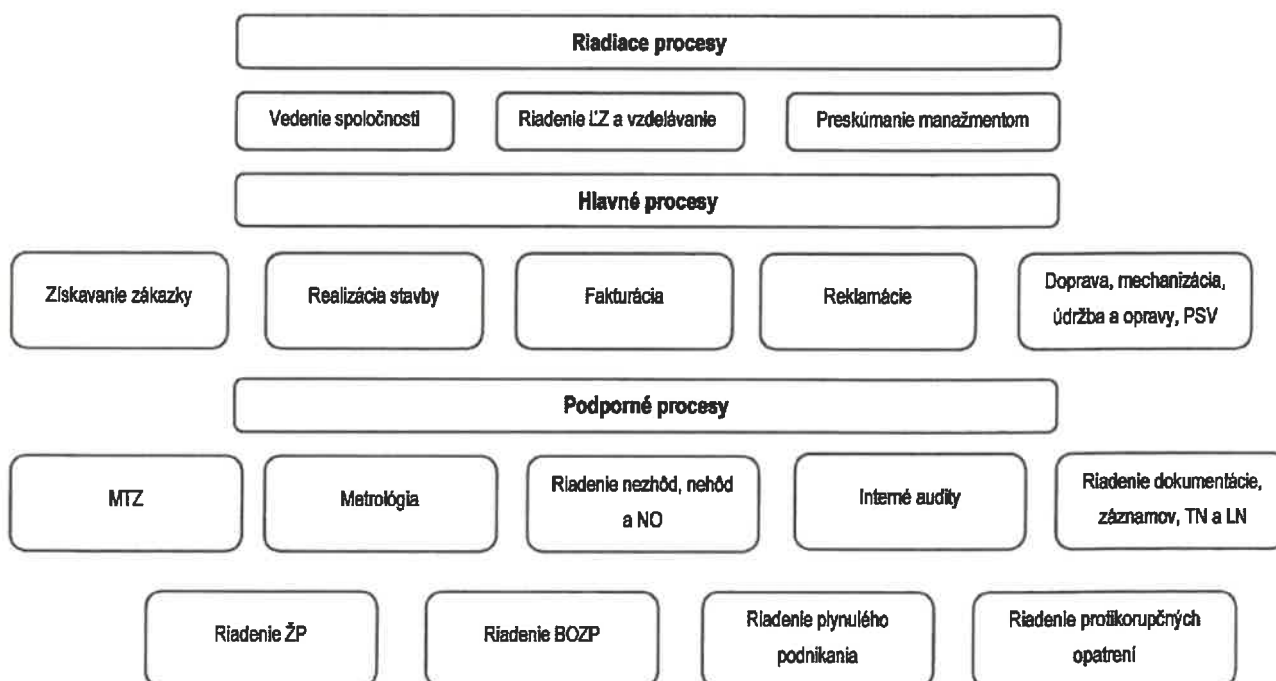 Riadiace procesy
Vedenie spoločnosti
Riadenie ĽZ a vzdelávanie
Preskúmanie manažmentom
Hlavné procesy
Získavanie zákazky
Realizácia stavby
Fakturácia
Reklamácie
Doprava, mechanizácia,
údržba a opravy, PSV
Podporné procesy
MTZ
Metrológia
Riadenie nezhôd, nehôd
a NO
Interné audity
Riadenie dokumentácie,
záznamov, TN a LN
Riadenie ŽP
Riadenie BOZP
Riadenie plynulého
podnikania
Riadenie protikorupčných
opatrení